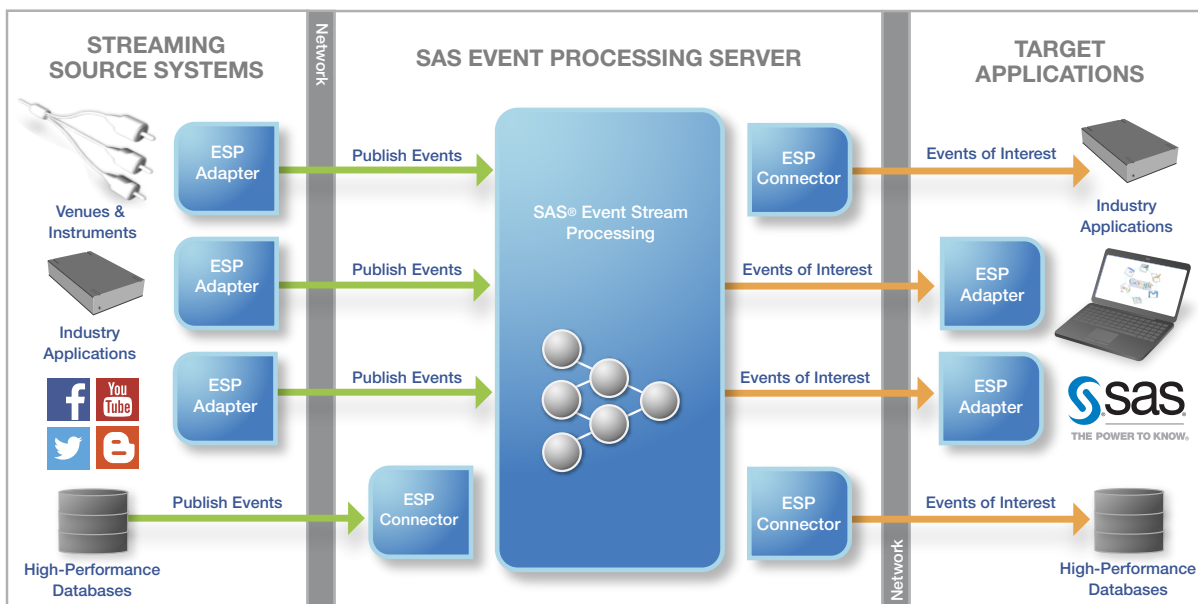 STREAMING
SOURCE SYSTEMS
Network
SAS EVENT PROCESSING SERVER
TARGET
APPLICATIONS
Venues &
Instruments
ESP
Adapter
Publish Events
SAS® Event Stream
Processing
ESP
Connector
Events of Interest
Industry
Applications
Industry
Applications
ESP
Adapter
Publish Events
Events of Interest
ESP
Adapter
Google
f
You
Tube
ESP
Adapter
Publish Events
Events of Interest
ESP
Adapter
sas
THE POWER TO KNOW®
High-Performance
Databases
Publish Events
ESP
Connector
ESP
Connector
Events of Interest
Network
High-Performance
Databases